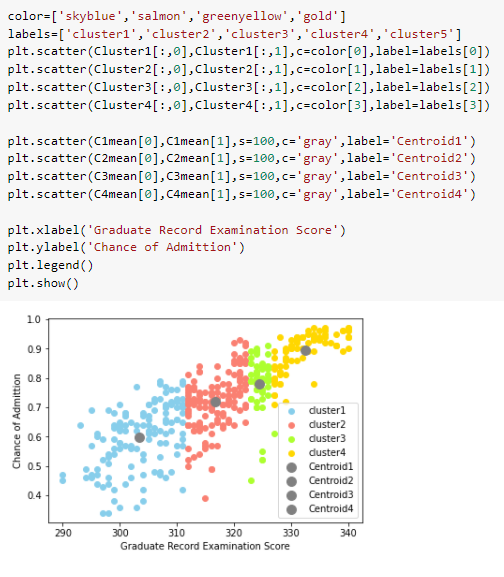 color=['skyblue','salmon','greenyellow','gold']
labels=['cluster1','cluster2','cluster3','cluster4','cluster5']
plt.scatter(Cluster1[:,0],Cluster1[:,1],c=color[0],label=labels[0])
plt.scatter(Cluster2[:,0],Cluster2[:,1],c=color[1],label=labels[1])
plt.scatter(Cluster3[:,0],Cluster3[:,1],c=color[2],label=labels[2])
plt.scatter(Cluster4[:,0],Cluster4[:,1],c=color[3],label=labels[3])
plt.scatter(C1mean[0],C1mean[1],s=100,c='gray',label='Centroid1')
plt.scatter(C2mean[0],C2mean[1],s=100,c='gray',label='Centroid2')
plt.scatter(C3mean[0],C3mean[1],s=100,c='gray',label='Centroid3')
plt.scatter(C4mean[0],C4mean[1],s=100,c='gray',label='Centroid4')
plt.xlabel('Graduate Record Examination Score')
plt.ylabel('Chance of Admittion')
plt.legend()
plt.show()
1.0
0.9
0.8
0.7
0.6
0.5
0.4
Chance of Admittion
cluster1
cluster2
cluster3
cluster4
Centroid1
Centroid2
Centroid3
Centroid4
290 300 310 320 330 340
Graduate Record Examination Score